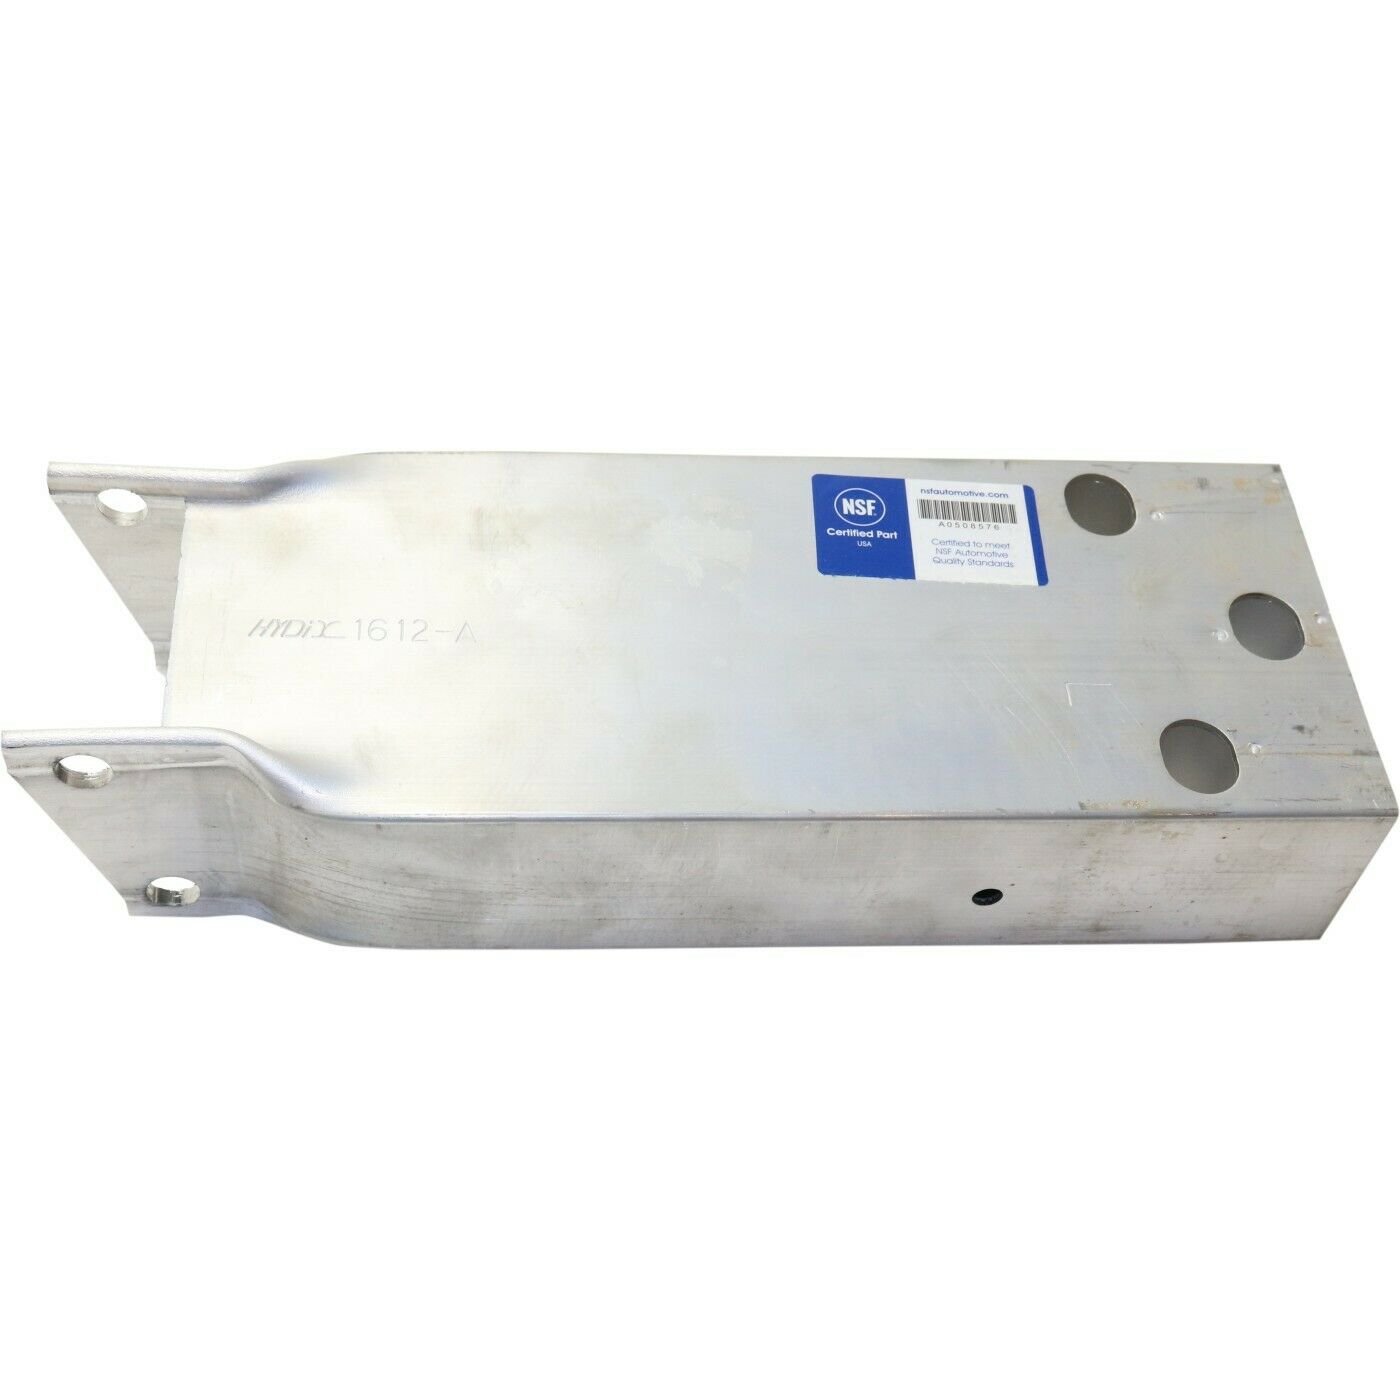 NSF
Certified Part
USA
nsfautomotive.com
A0508576
Certified to meet
NSF Automotive
Quality Standards
HYDiX 1612-A